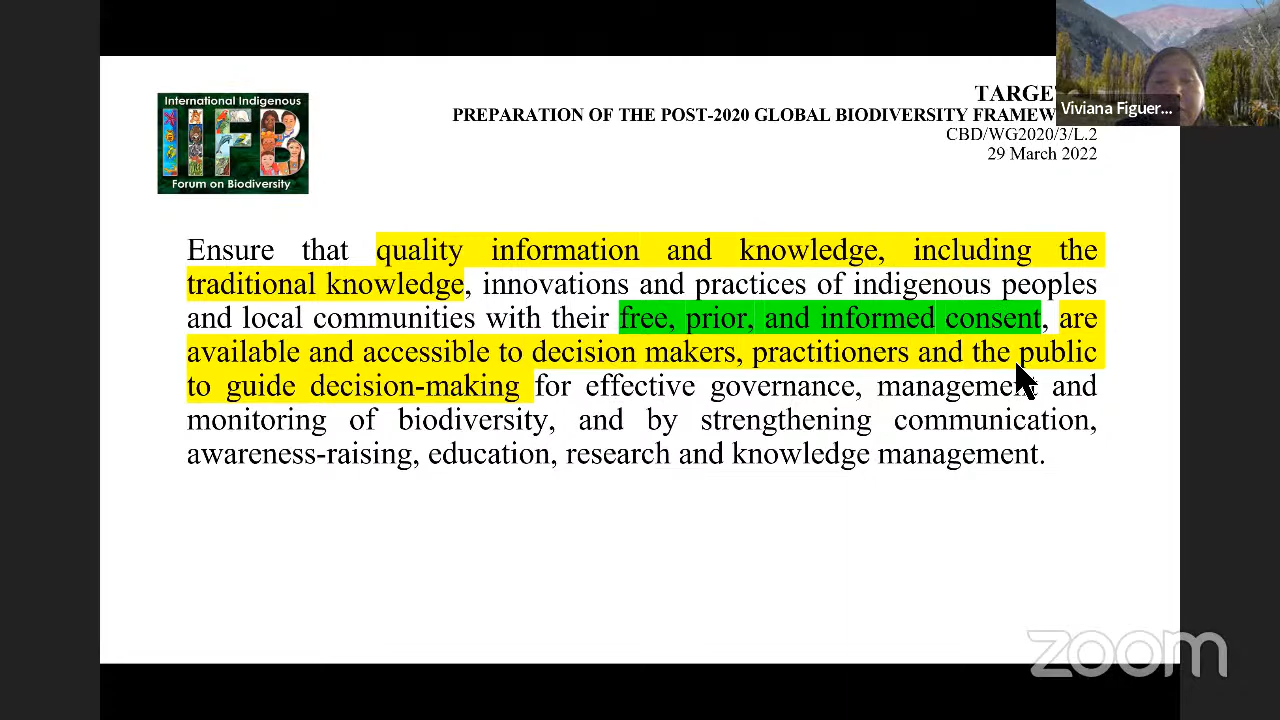 International Indigenous
IIFB
Forum on Biodiversity
TARGE
PREPARATION OF THE POST-2020 GLOBAL BIODIVERSITY FRAMEW
CBD/WG2020/3/L.2
29 March 2022
Viviana Figuer...
Ensure that quality information and knowledge, including the
traditional knowledge, innovations and practices of indigenous peoples
and local communities with their free, prior, and informed consent, are
available and accessible to decision makers, practitioners and the public
to guide decision-making for effective governance, management and
monitoring of biodiversity, and by strengthening communication,
awareness-raising, education, research and knowledge management.
zoom